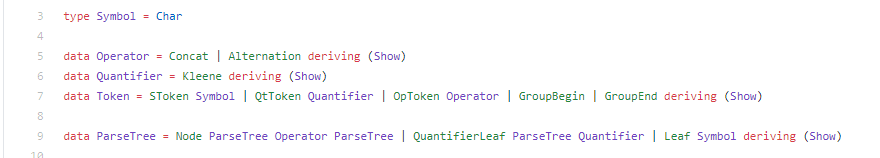 3 type Symbol = Char
4
5 data Operator = Concat | Alternation deriving (Show)
6 data Quantifier = Kleene deriving (Show)
7 data Token = SToken Symbol | QtToken Quantifier | OpToken Operator | GroupBegin | GroupEnd deriving (Show)
8
9 data ParseTree = Node ParseTree Operator ParseTree | QuantifierLeaf ParseTree Quantifier | Leaf Symbol deriving (Show)
10